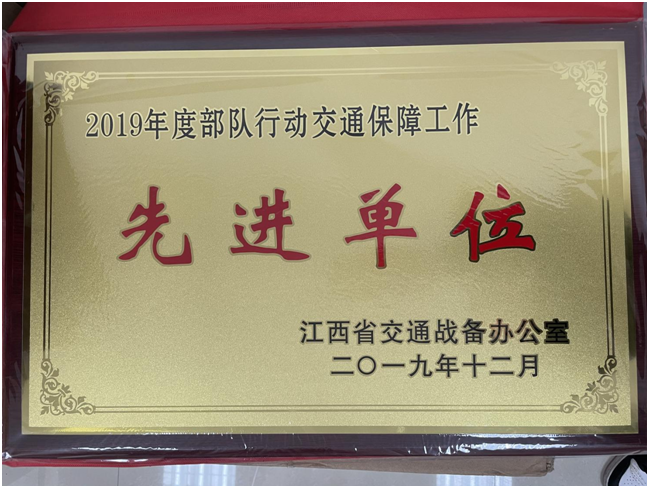 2019年度部队行动交通保障工作
先进单位
江西省交通战备办公室
二〇一九年十二月